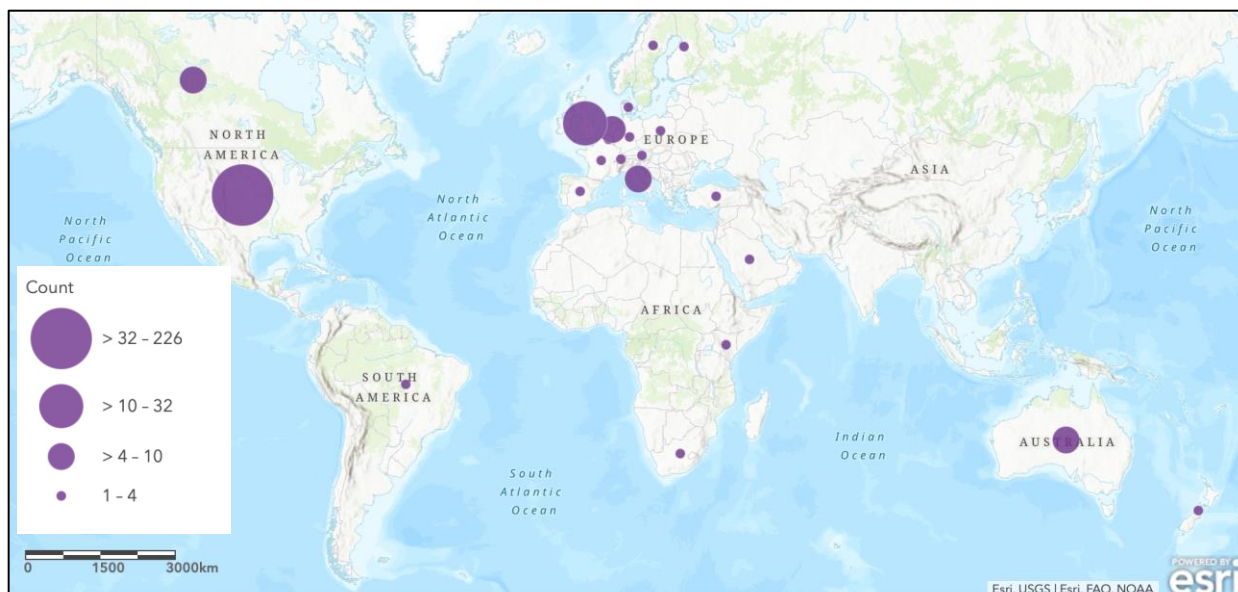 NORTH
AMERICA
EUROPE
ASIA
North
Pacific
Ocean
North
Atlantic
Ocean
North
Pacific
Ocean
Count
> 32 – 226
> 10 – 32
> 4 – 10
1 – 4
AFRICA
SOUTH
AMERICA
AUSTRALIA
Indian
Ocean
South
Atlantic
Ocean
0 1500 3000km
POWERED BY
esri
Esri, USGS | Esri, FAO, NOAA